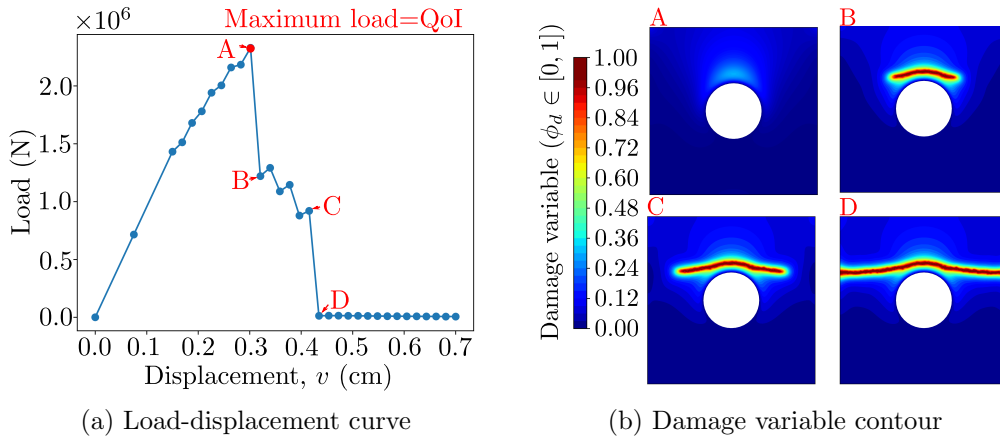 ×10⁶
Maximum load=QoI
A
B
C
D
2.0
1.5
1.0
0.5
0.0
Load (N)
0.0 0.1 0.2 0.3 0.4 0.5 0.6 0.7
Displacement, v (cm)
(a) Load-displacement curve
Damage variable (ϕ_d ∈ [0, 1])
1.00
0.96
0.84
0.72
0.60
0.48
0.36
0.24
0.12
0.00
A
B
C
D
(b) Damage variable contour